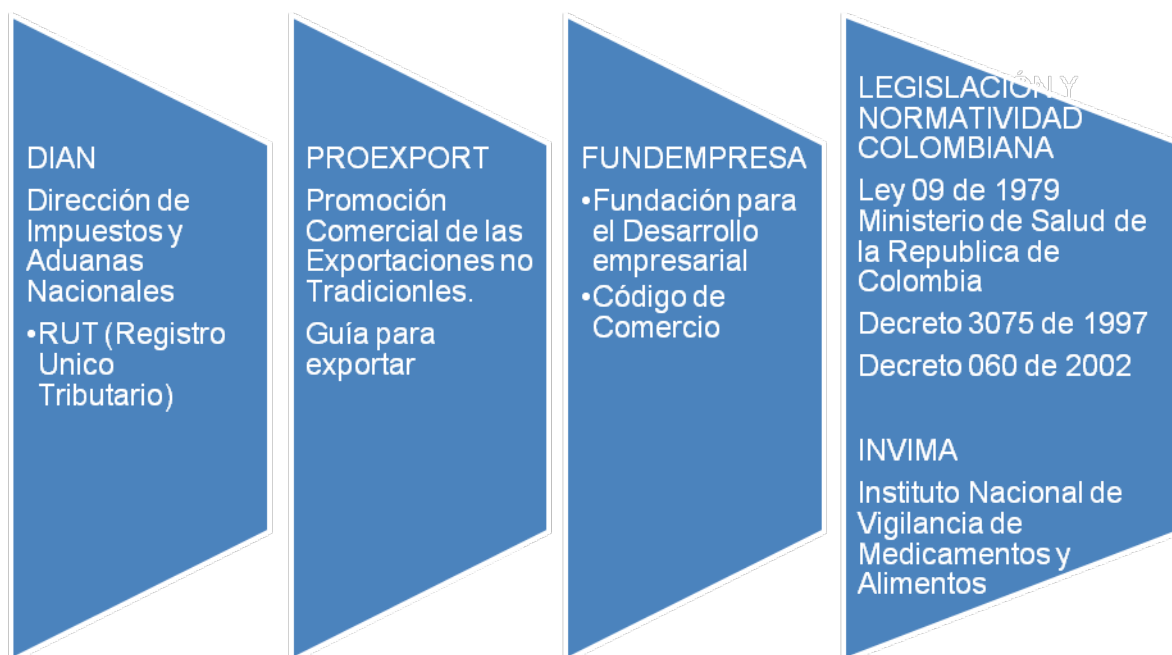 DIAN
Dirección de
Impuestos y
Aduanas
Nacionales
•RUT (Registro
Unico
Tributario)
PROEXPORT
Promoción
Comercial de las
Exportaciones no
Tradicionles.
Guía para
exportar
FUNDEMPRESA
•Fundación para
el Desarrollo
empresarial
•Código de
Comercio
LEGISLACIÓN Y
NORMATIVIDAD
COLOMBIANA
Ley 09 de 1979
Ministerio de Salud de
la Republica de
Colombia
Decreto 3075 de 1997
Decreto 060 de 2002
INVIMA
Instituto Nacional de
Vigilancia de
Medicamentos y
Alimentos